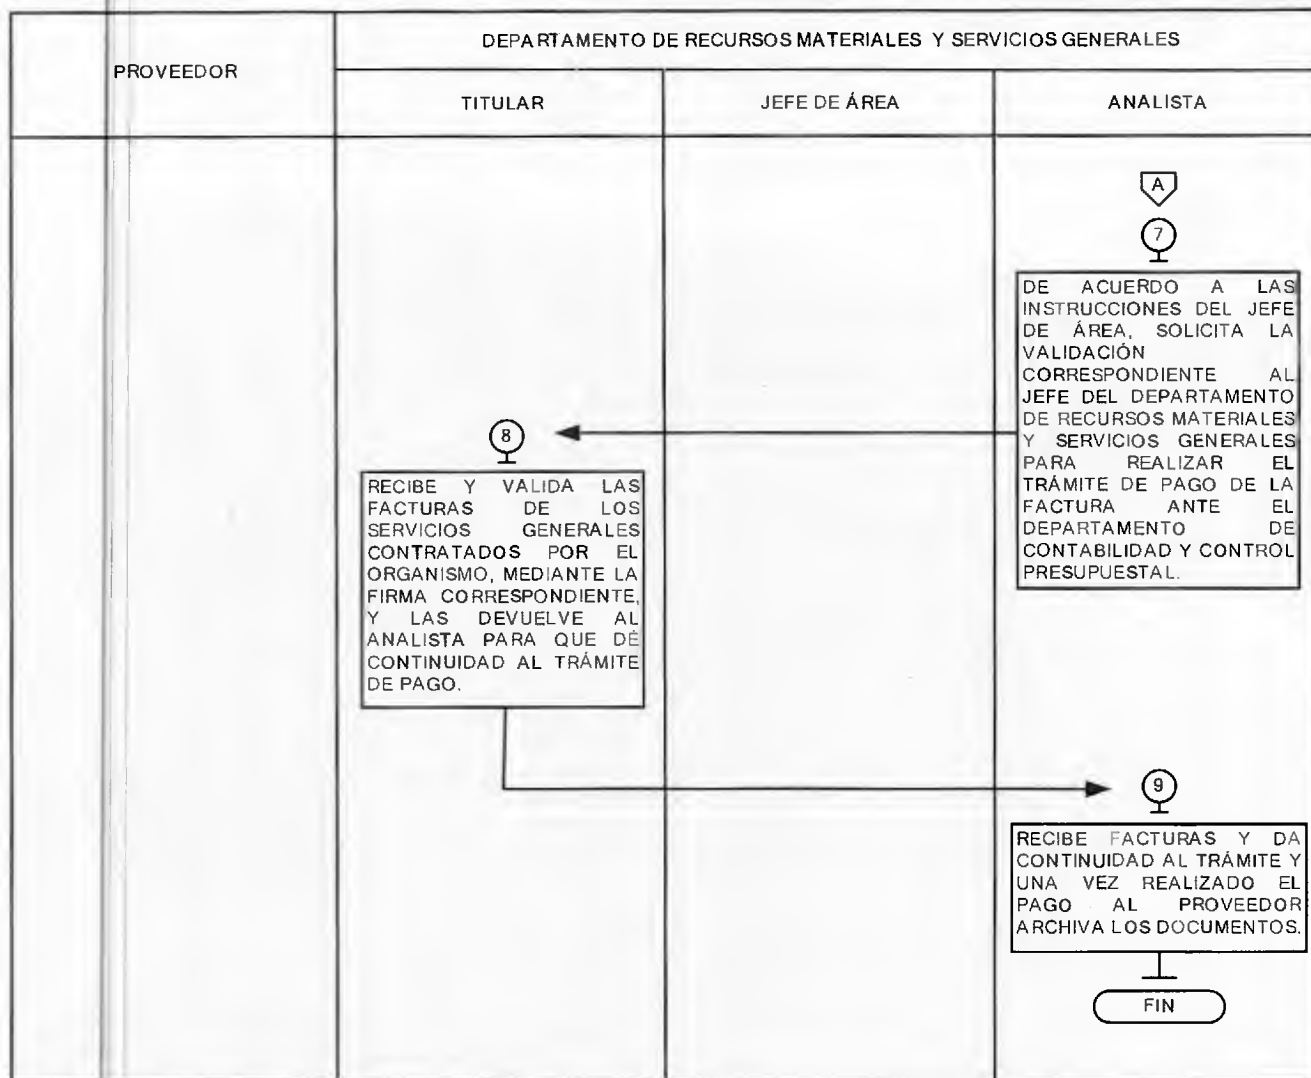 PROVEEDOR
DEPARTAMENTO DE RECURSOS MATERIALES Y SERVICIOS GENERALES
TITULAR
JEFE DE ÁREA
ANALISTA
A
7
DE ACUERDO A LAS
INSTRUCCIONES DEL JEFE
DE ÁREA, SOLICITA LA
VALIDACIÓN
CORRESPONDIENTE AL
JEFE DEL DEPARTAMENTO
DE RECURSOS MATERIALES
Y SERVICIOS GENERALES
PARA REALIZAR EL
TRÁMITE DE PAGO DE LA
FACTURA ANTE EL
DEPARTAMENTO DE
CONTABILIDAD Y CONTROL
PRESUPUESTAL.
8
RECIBE Y VALIDA LAS
FACTURAS DE LOS
SERVICIOS GENERALES
CONTRATADOS POR EL
ORGANISMO, MEDIANTE LA
FIRMA CORRESPONDIENTE,
Y LAS DEVUELVE AL
ANALISTA PARA QUE DÉ
CONTINUIDAD AL TRÁMITE
DE PAGO.
9
RECIBE FACTURAS Y DA
CONTINUIDAD AL TRÁMITE Y
UNA VEZ REALIZADO EL
PAGO AL PROVEEDOR
ARCHIVA LOS DOCUMENTOS.
FIN